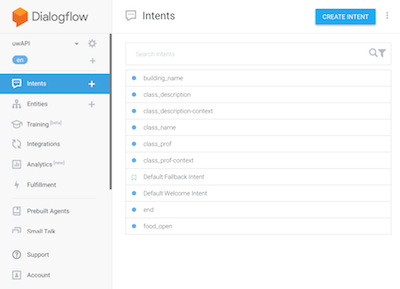 Dialogflow
uwAPI
en
Intents
Entities
Training [beta]
Integrations
Analytics [new]
Fulfillment
Prebuilt Agents
Small Talk
Support
Account
Intents
CREATE INTENT
Search intents
building_name
class_description
class_description-context
class_name
class_prof
class_prof-context
Default Fallback Intent
Default Welcome Intent
end
food_open